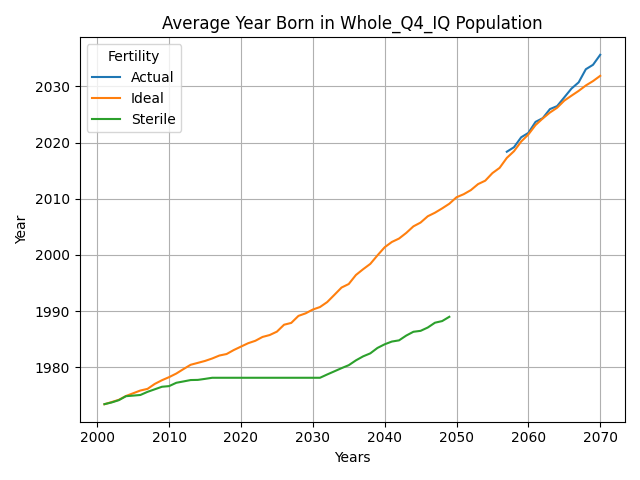 Average Year Born in Whole_Q4_IQ Population
Fertility
Actual
Ideal
Sterile
Year
2030
2020
2010
2000
1990
1980
2000 2010 2020 2030 2040 2050 2060 2070
Years